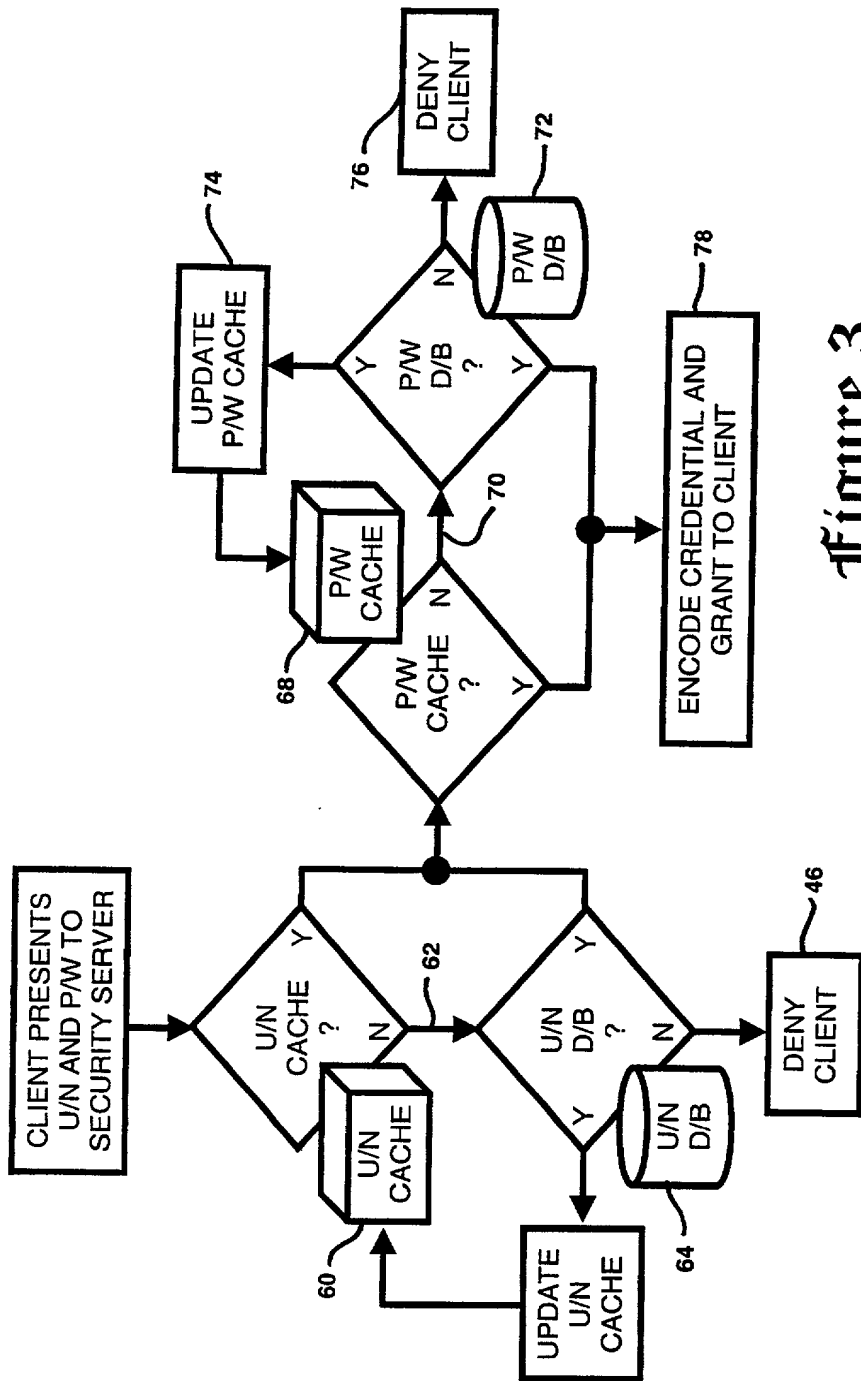 CLIENT PRESENTS
U/N AND P/W TO
SECURITY SERVER
U/N
CACHE
?
Y
N
62
U/N
CACHE
60
U/N
D/B
?
Y
Y
N
U/N
D/B
64
UPDATE
U/N
CACHE
DENY
CLIENT
46
P/W
CACHE
?
N
Y
P/W
CACHE
68
70
UPDATE
P/W CACHE
74
P/W
D/B
?
Y
N
Y
P/W
D/B
72
DENY
CLIENT
76
ENCODE CREDENTIAL AND
GRANT TO CLIENT
78
Figure 3